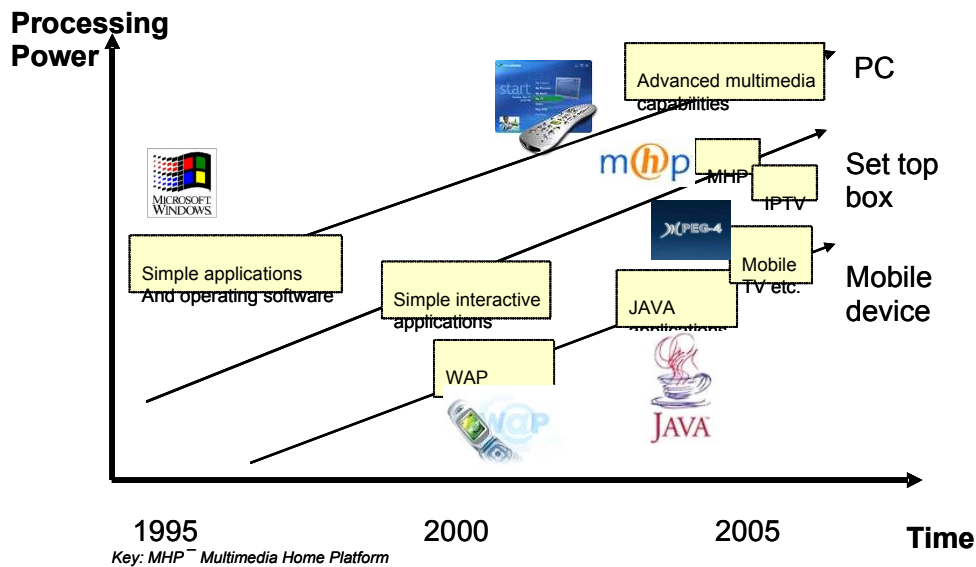 Processing
Power
PC
Advanced multimedia
capabilities
start
mhp
MHP
Set top
box
IPTV
MICROSOFT
WINDOWS
PEG-4
Simple applications
And operating software
Mobile
TV etc.
Mobile
device
Simple interactive
applications
JAVA
applications
WAP
W@P
JAVA
1995
2000
2005
Time
Key: MHP – Multimedia Home Platform